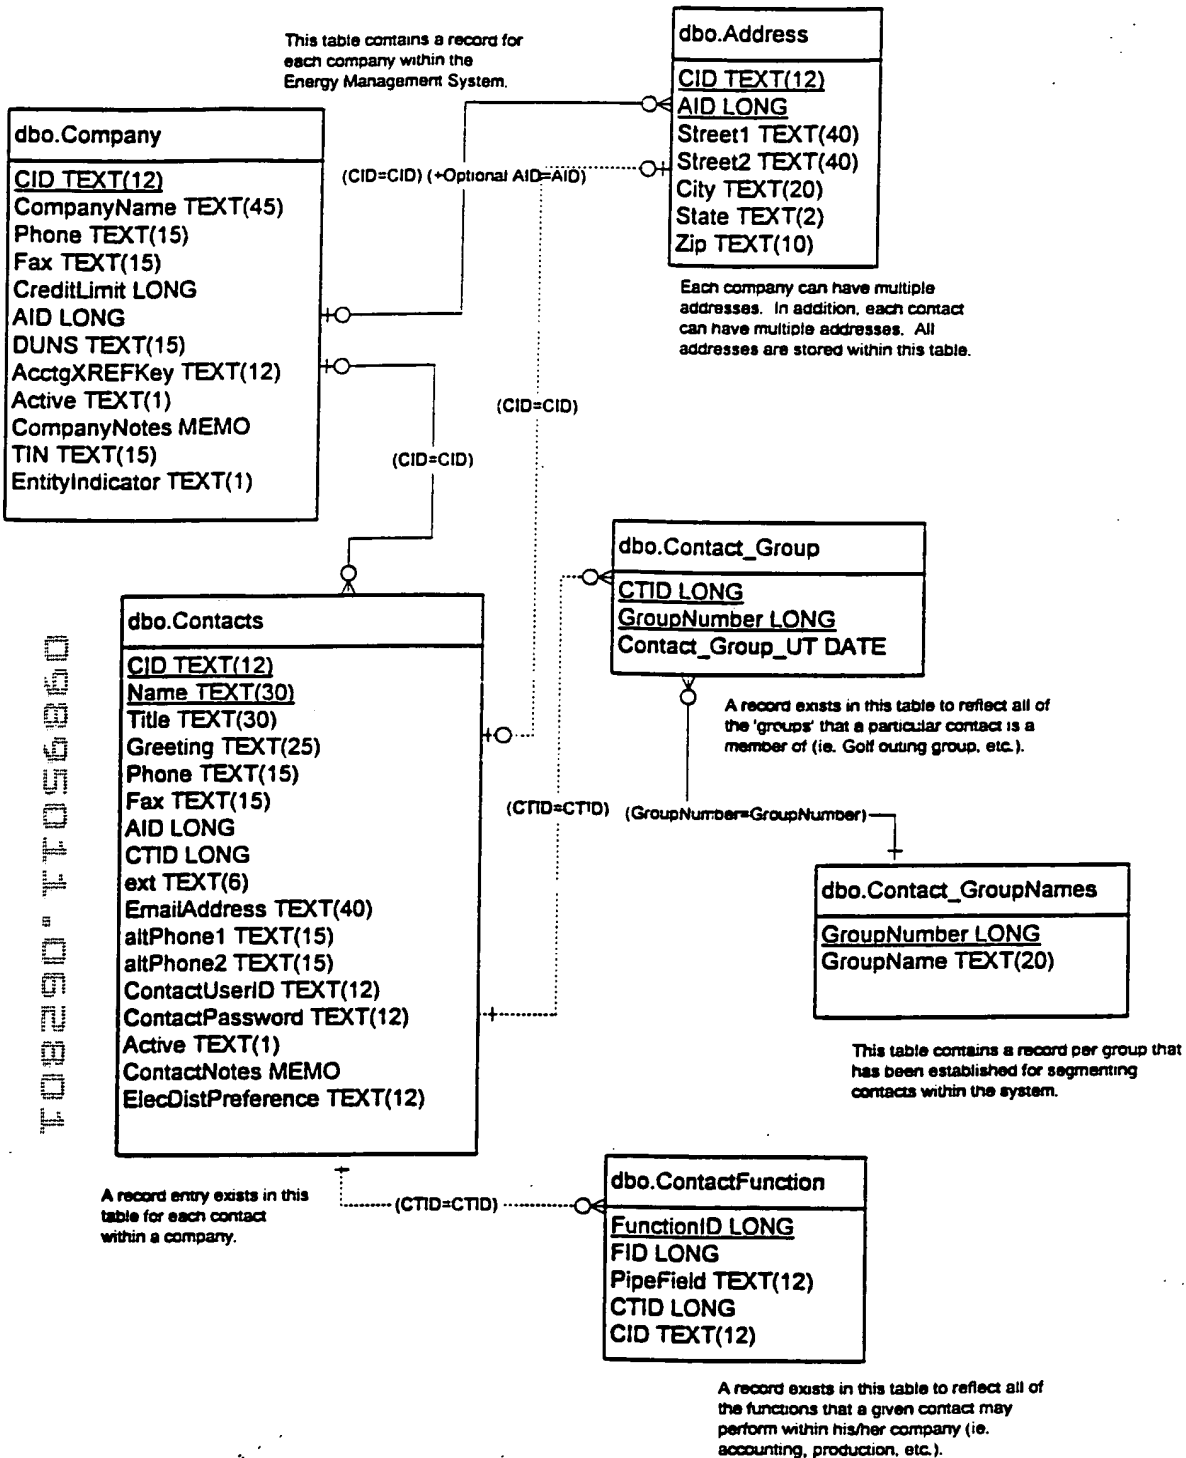 This table contains a record for
each company within the
Energy Management System.
dbo.Address
CID TEXT(12)
AID LONG
Street1 TEXT(40)
Street2 TEXT(40)
City TEXT(20)
State TEXT(2)
Zip TEXT(10)
Each company can have multiple
addresses. In addition, each contact
can have multiple addresses. All
addresses are stored within this table.
dbo.Company
CID TEXT(12)
CompanyName TEXT(45)
Phone TEXT(15)
Fax TEXT(15)
CreditLimit LONG
AID LONG
DUNS TEXT(15)
AcctgXREFKey TEXT(12)
Active TEXT(1)
CompanyNotes MEMO
TIN TEXT(15)
EntityIndicator TEXT(1)
(CID=CID) (+Optional AID=AID)
(CID=CID)
(CID=CID)
dbo.Contact_Group
CTID LONG
GroupNumber LONG
Contact_Group_UT DATE
A record exists in this table to reflect all of
the 'groups' that a particular contact is a
member of (ie. Golf outing group, etc.).
dbo.Contacts
CID TEXT(12)
Name TEXT(30)
Title TEXT(30)
Greeting TEXT(25)
Phone TEXT(15)
Fax TEXT(15)
AID LONG
CTID LONG
ext TEXT(6)
EmailAddress TEXT(40)
altPhone1 TEXT(15)
altPhone2 TEXT(15)
ContactUserID TEXT(12)
ContactPassword TEXT(12)
Active TEXT(1)
ContactNotes MEMO
ElecDistPreference TEXT(12)
(CTID=CTID)
(GroupNumber=GroupNumber)
dbo.Contact_GroupNames
GroupNumber LONG
GroupName TEXT(20)
This table contains a record per group that
has been established for segmenting
contacts within the system.
A record entry exists in this
table for each contact
within a company.
(CTID=CTID)
dbo.ContactFunction
FunctionID LONG
FID LONG
PipeField TEXT(12)
CTID LONG
CID TEXT(12)
A record exists in this table to reflect all of
the functions that a given contact may
perform within his/her company (ie.
accounting, production, etc.).
09895011.062801